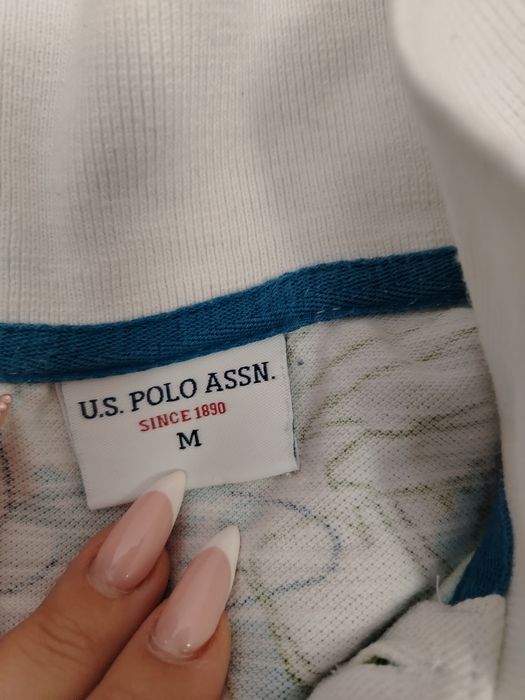 U.S. POLO ASSN.
SINCE 1890
M